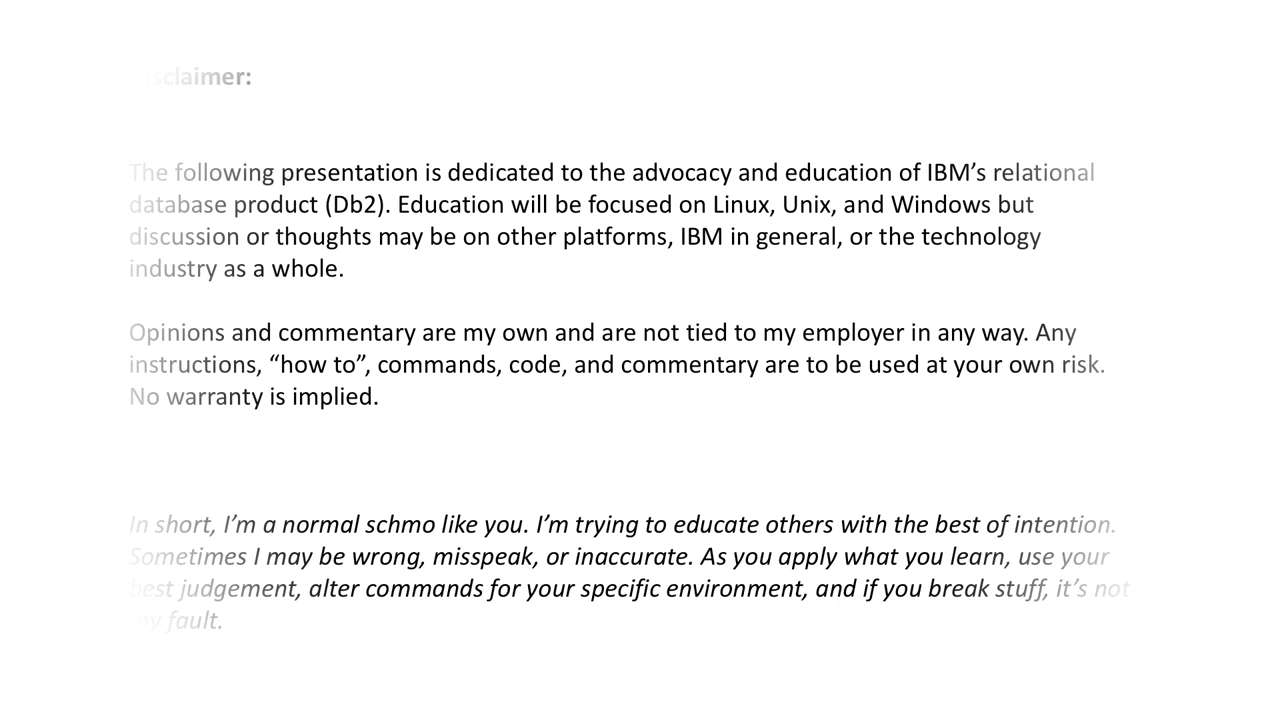 Disclaimer:
The following presentation is dedicated to the advocacy and education of IBM’s relational
database product (Db2). Education will be focused on Linux, Unix, and Windows but
discussion or thoughts may be on other platforms, IBM in general, or the technology
industry as a whole.
Opinions and commentary are my own and are not tied to my employer in any way. Any
instructions, “how to”, commands, code, and commentary are to be used at your own risk.
No warranty is implied.
In short, I’m a normal schmo like you. I’m trying to educate others with the best of intention.
Sometimes I may be wrong, misspeak, or inaccurate. As you apply what you learn, use your
best judgement, alter commands for your specific environment, and if you break stuff, it’s not
my fault.